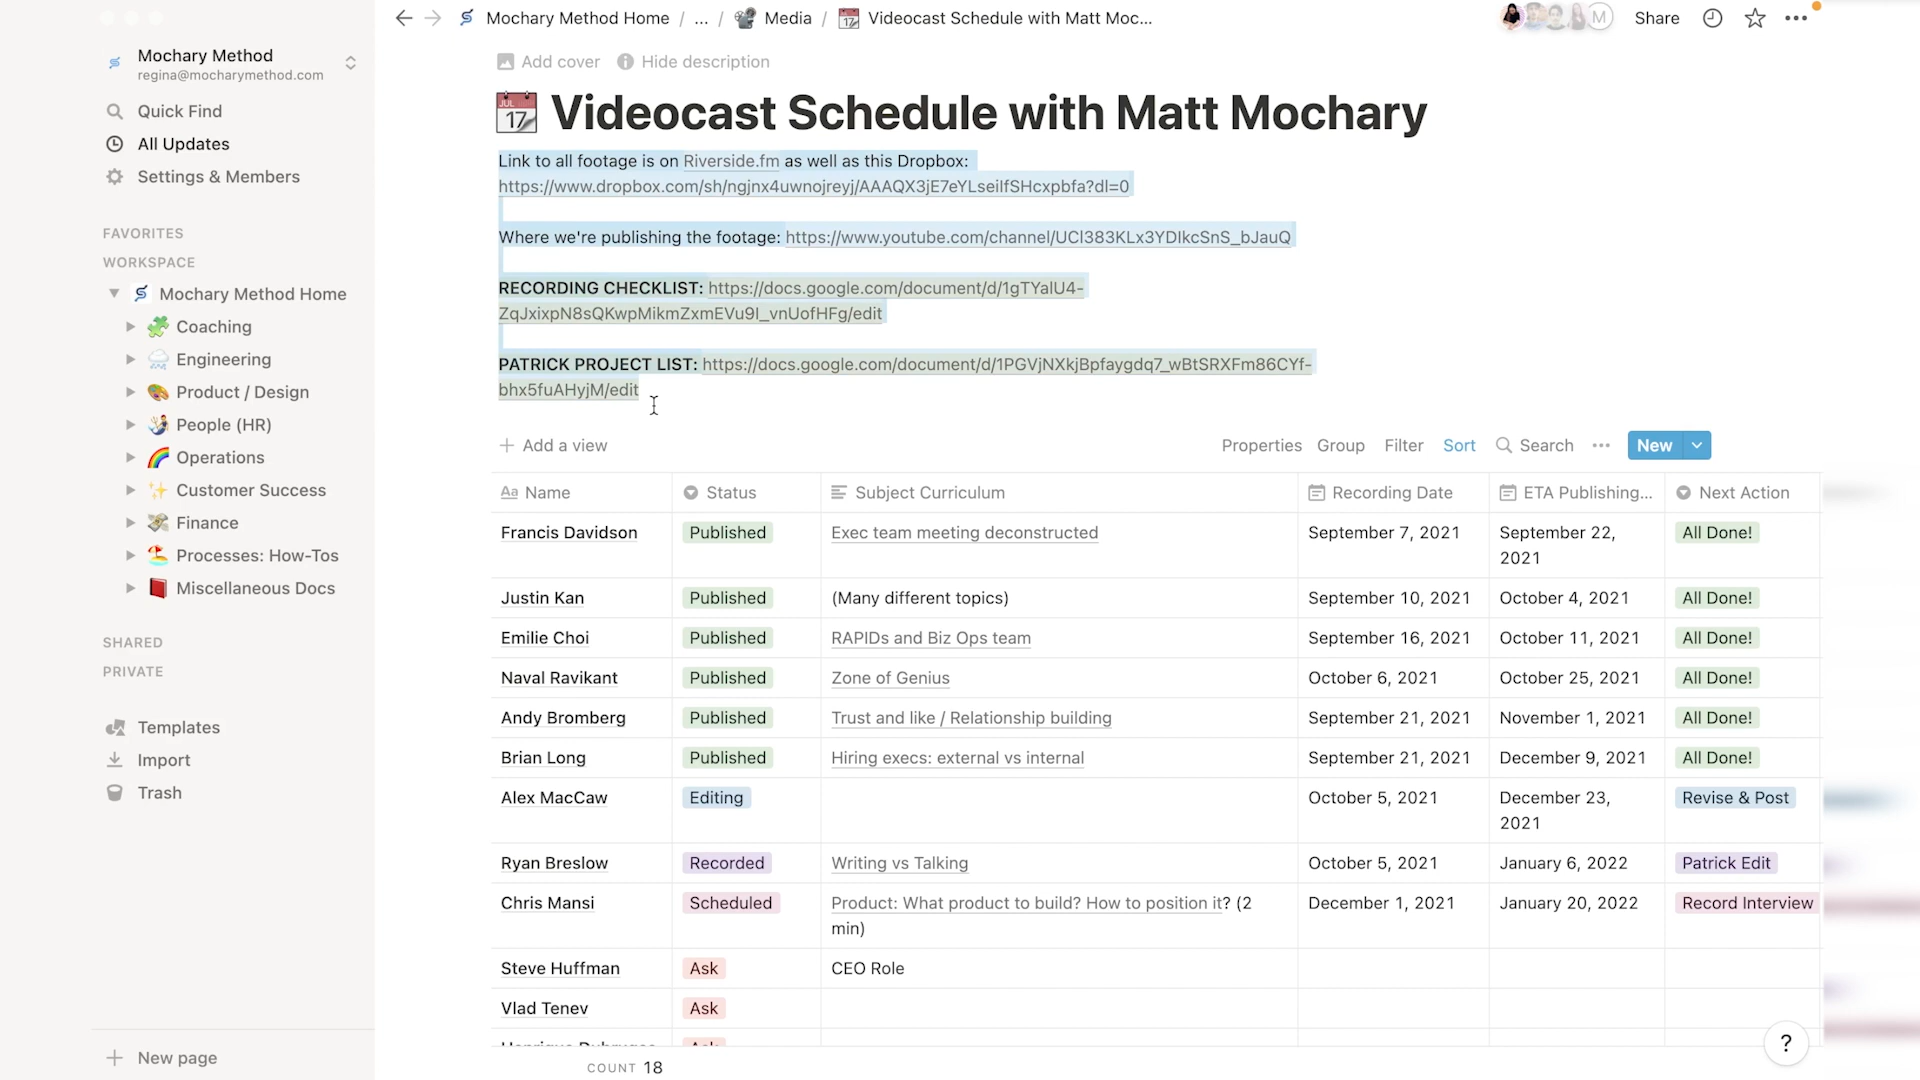 Mochary Method Home / ... / Media / Videocast Schedule with Matt Moc...
M Share
Mochary Method
regina@mocharymethod.com
Quick Find
All Updates
Settings & Members
FAVORITES
WORKSPACE
Mochary Method Home
Coaching
Engineering
Product / Design
People (HR)
Operations
Customer Success
Finance
Processes: How-Tos
Miscellaneous Docs
SHARED
PRIVATE
Templates
Import
Trash
New page
Add cover Hide description
JUL 17 Videocast Schedule with Matt Mochary
Link to all footage is on Riverside.fm as well as this Dropbox:
https://www.dropbox.com/sh/ngjnx4uwnojreyj/AAAQX3jE7eYLseiIfSHcxpbfa?dl=0
Where we're publishing the footage: https://www.youtube.com/channel/UCl383KLx3YDIkcSnS_bJauQ
RECORDING CHECKLIST: https://docs.google.com/document/d/1gTYalU4-
ZqJxixpN8sQKwpMikmZxmEVu9I_vnUofHFg/edit
PATRICK PROJECT LIST: https://docs.google.com/document/d/1PGVjNXkjBpfaygdq7_wBtSRXFm86CYf-
bhx5fuAHyjM/edit
Add a view Properties Group Filter Sort Search New
Aa Name Status Subject Curriculum Recording Date ETA Publishing... Next Action
Francis Davidson Published Exec team meeting deconstructed September 7, 2021 September 22, All Done!
2021
Justin Kan Published (Many different topics) September 10, 2021 October 4, 2021 All Done!
Emilie Choi Published RAPIDs and Biz Ops team September 16, 2021 October 11, 2021 All Done!
Naval Ravikant Published Zone of Genius October 6, 2021 October 25, 2021 All Done!
Andy Bromberg Published Trust and like / Relationship building September 21, 2021 November 1, 2021 All Done!
Brian Long Published Hiring execs: external vs internal September 21, 2021 December 9, 2021 All Done!
Alex MacCaw Editing October 5, 2021 December 23, Revise & Post
2021
Ryan Breslow Recorded Writing vs Talking October 5, 2021 January 6, 2022 Patrick Edit
Chris Mansi Scheduled Product: What product to build? How to position it? (2 December 1, 2021 January 20, 2022 Record Interview
min)
Steve Huffman Ask CEO Role
Vlad Tenev Ask
COUNT 18
?